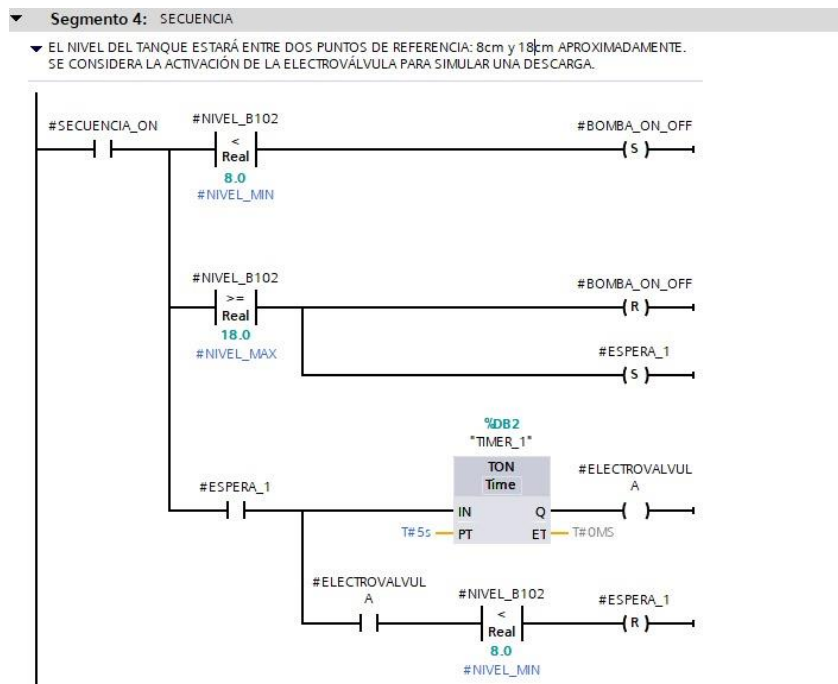 Segmento 4: SECUENCIA
EL NIVEL DEL TANQUE ESTARÁ ENTRE DOS PUNTOS DE REFERENCIA: 8cm y 18cm APROXIMADAMENTE.
SE CONSIDERA LA ACTIVACIÓN DE LA ELECTROVÁLVULA PARA SIMULAR UNA DESCARGA.
#SECUENCIA_ON
#NIVEL_B102
<
Real
8.0
#NIVEL_MIN
#BOMBA_ON_OFF
S
#NIVEL_B102
>=
Real
18.0
#NIVEL_MAX
#BOMBA_ON_OFF
R
#ESPERA_1
S
#ESPERA_1
%DB2
"TIMER_1"
TON
Time
IN Q
T#5s PT ET T#0MS
#ELECTROVALVUL
A
#ELECTROVALVUL
A
#NIVEL_B102
<
Real
8.0
#NIVEL_MIN
#ESPERA_1
R